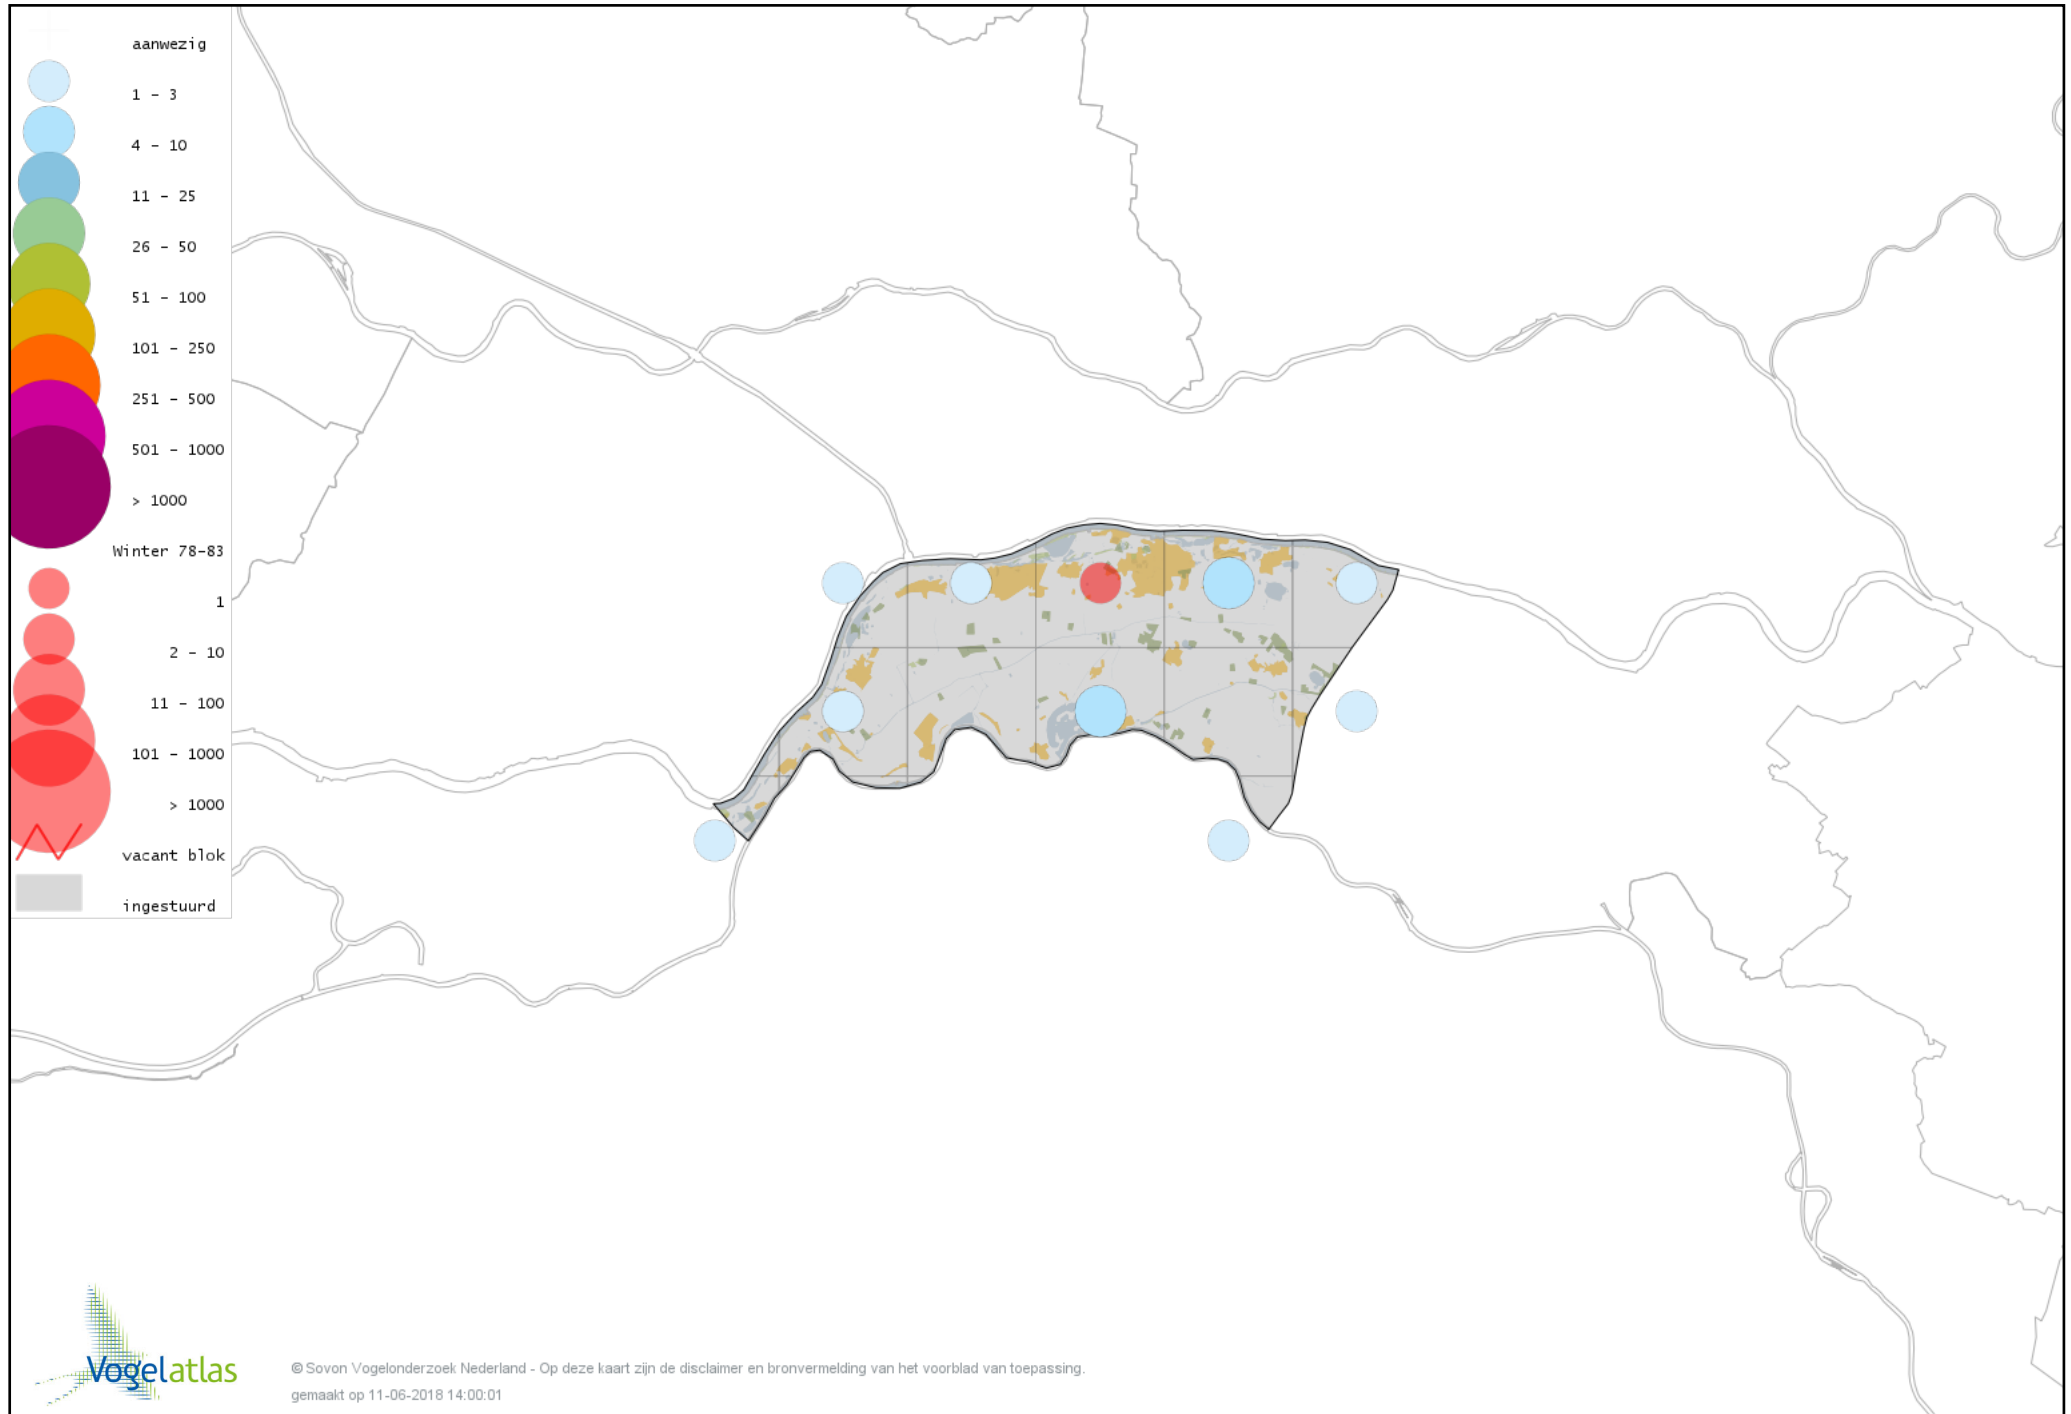 aanwezig
1 - 3
4 - 10
11 - 25
26 - 50
51 - 100
101 - 250
251 - 500
501 - 1000
> 1000
Winter 78-83
1
2 - 10
11 - 100
101 - 1000
> 1000
vacant blok
ingestuurd
Vogelatlas
© Sovon Vogelonderzoek Nederland - Op deze kaart zijn de disclaimer en bronvermelding van het voorblad van toepassing.
gemaakt op 11-06-2018 14:00:01